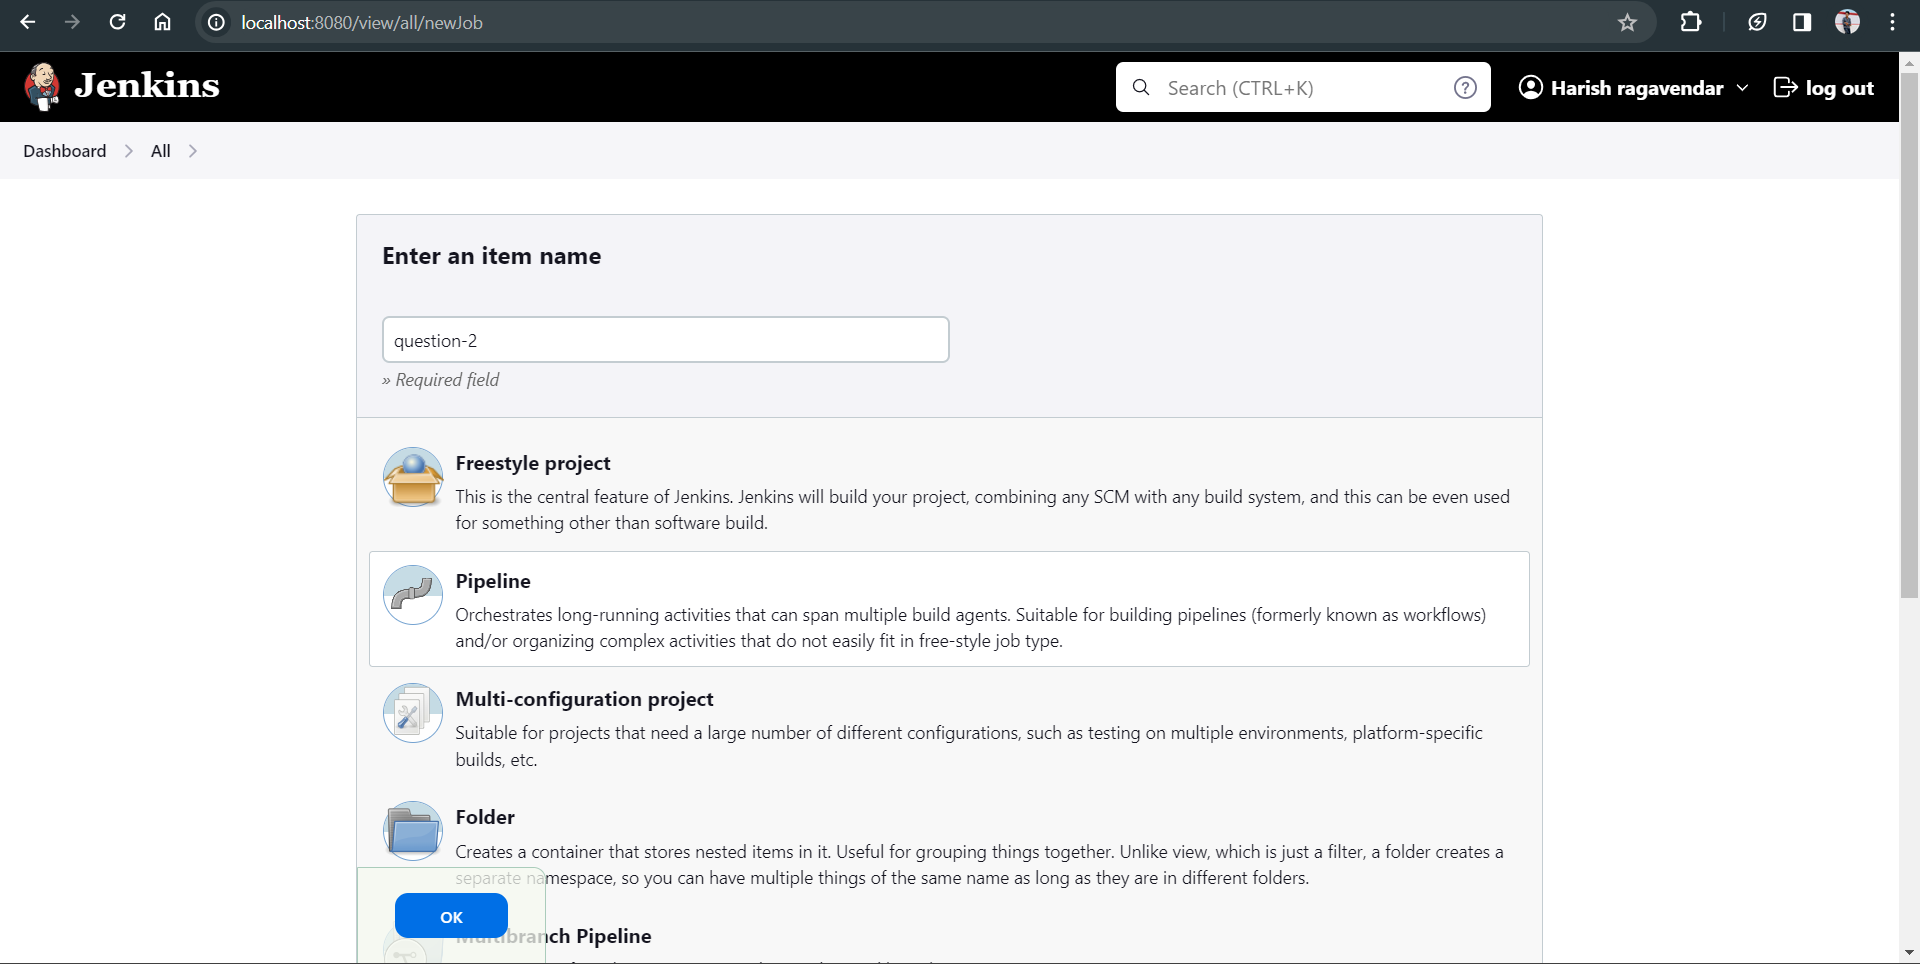 localhost:8080/view/all/newJob
Jenkins
Search (CTRL+K)
?
Harish ragavendar
log out
Dashboard
All
Enter an item name
question-2
» Required field
Freestyle project
This is the central feature of Jenkins. Jenkins will build your project, combining any SCM with any build system, and this can be even used
for something other than software build.
Pipeline
Orchestrates long-running activities that can span multiple build agents. Suitable for building pipelines (formerly known as workflows)
and/or organizing complex activities that do not easily fit in free-style job type.
Multi-configuration project
Suitable for projects that need a large number of different configurations, such as testing on multiple environments, platform-specific
builds, etc.
Folder
Creates a container that stores nested items in it. Useful for grouping things together. Unlike view, which is just a filter, a folder creates a
separate namespace, so you can have multiple things of the same name as long as they are in different folders.
OK
Multibranch Pipeline